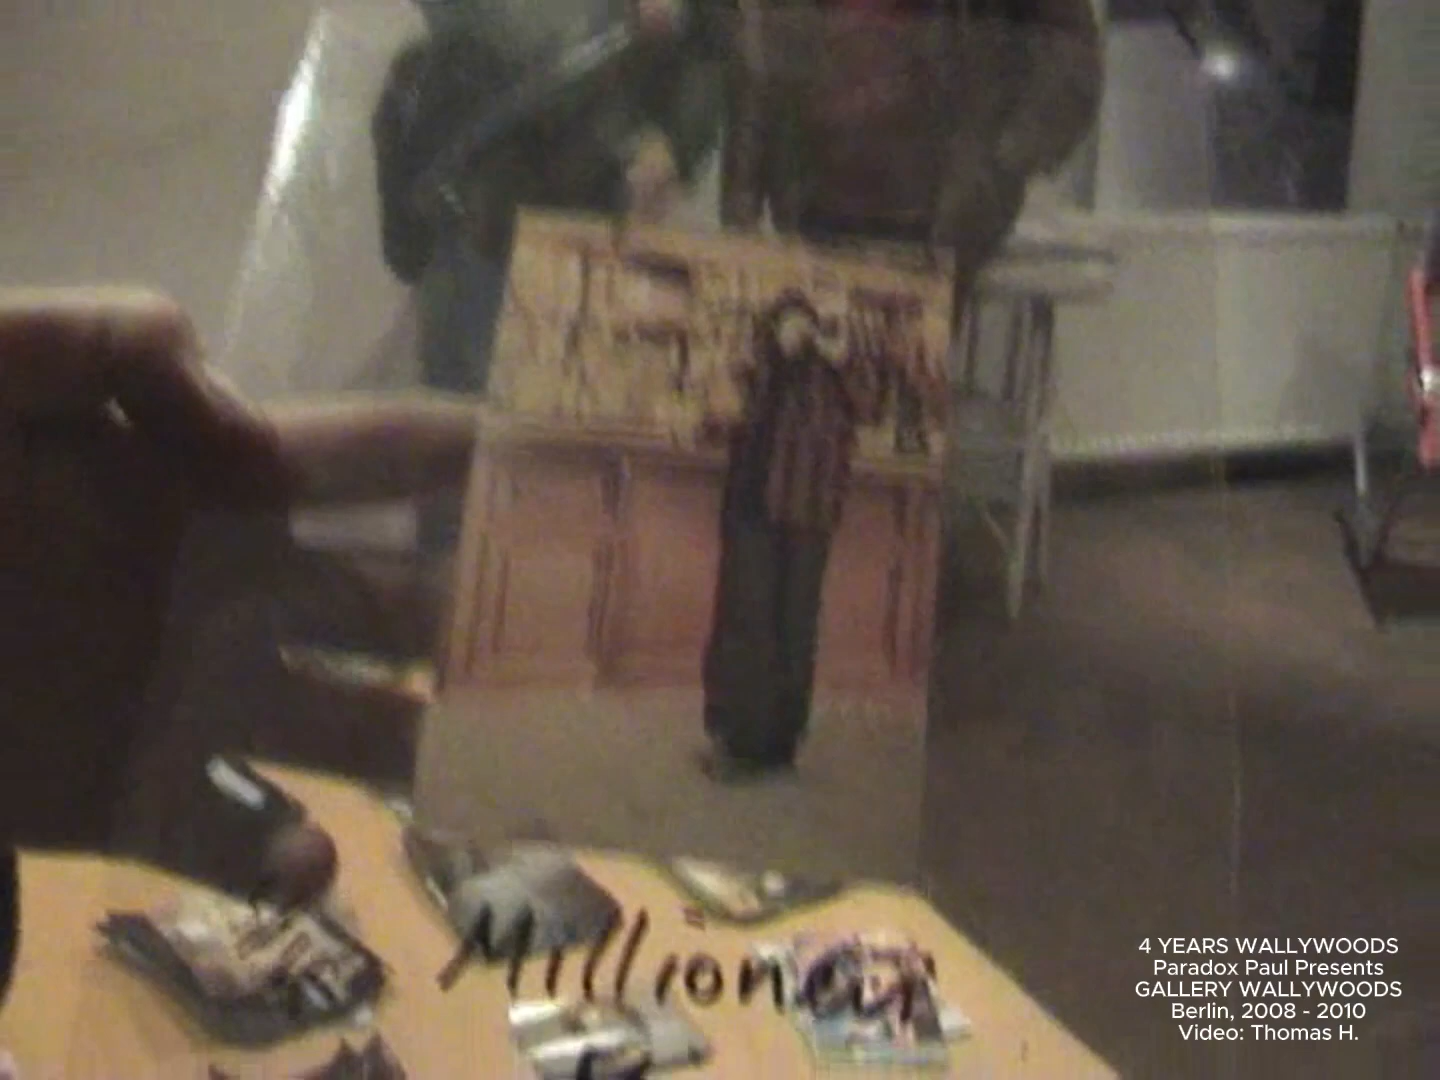 Millionär
4 YEARS WALLYWOODS
Paradox Paul Presents
GALLERY WALLYWOODS
Berlin, 2008 - 2010
Video: Thomas H.